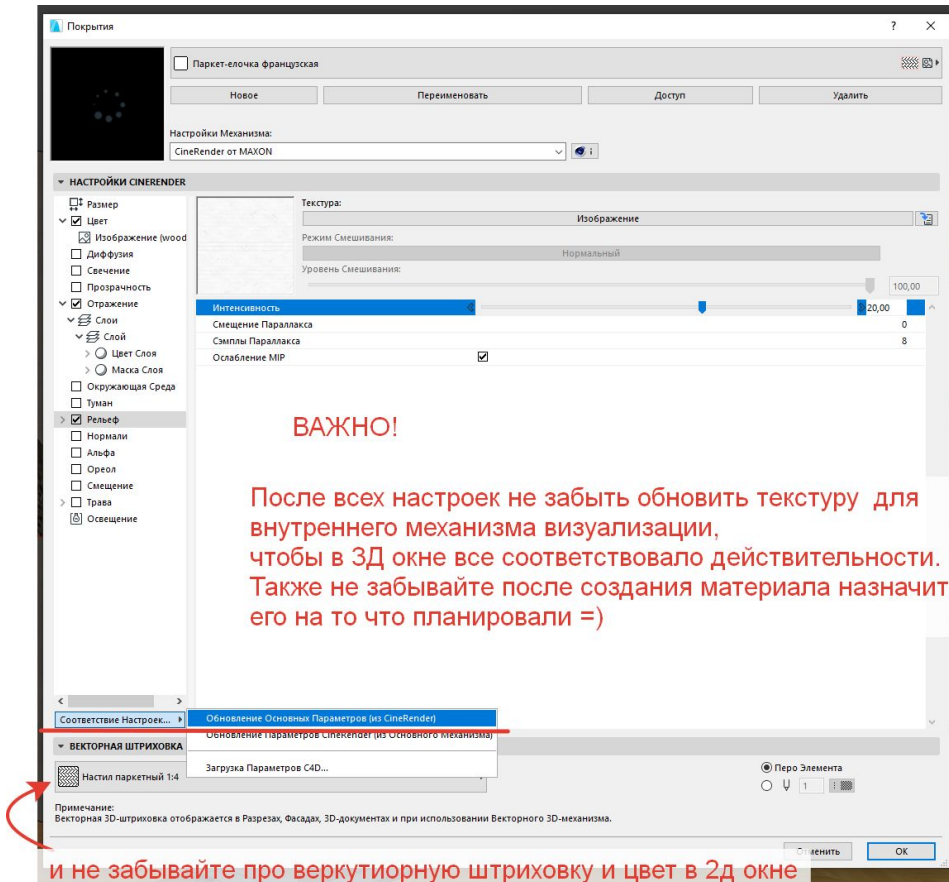 Покрытия ? ×
Паркет-елочка французская
Новое Переименовать Доступ Удалить
Настройки Механизма:
CineRender от MAXON i
НАСТРОЙКИ CINERENDER
Размер
Цвет
Изображение (wood
Диффузия
Свечение
Прозрачность
Отражение
Слои
Слой
Цвет Слоя
Маска Слоя
Окружающая Среда
Туман
Рельеф
Нормали
Альфа
Ореол
Смещение
Трава
Освещение
Текстура:
Изображение
Режим Смешивания:
Нормальный
Уровень Смешивания:
100,00
Интенсивность 20,00
Смещение Параллакса 0
Сэмплы Параллакса 8
Ослабление MIP
ВАЖНО!
После всех настроек не забыть обновить текстуру для
внутреннего механизма визуализации,
чтобы в 3Д окне все соответствовало действительности.
Также не забывайте после создания материала назначит
его на то что планировали =)
Соответствие Настроек...
Обновление Основных Параметров (из CineRender)
Обновление Параметров CineRender (из Основного Механизма)
Загрузка Параметров C4D...
ВЕКТОРНАЯ ШТРИХОВКА
Настил паркетный 1:4
Перо Элемента
1
Примечание:
Векторная 3D-штриховка отображается в Разрезах, Фасадах, 3D-документах и при использовании Векторного 3D-механизма.
Отменить OK
и не забывайте про веркутиорную штриховку и цвет в 2д окне